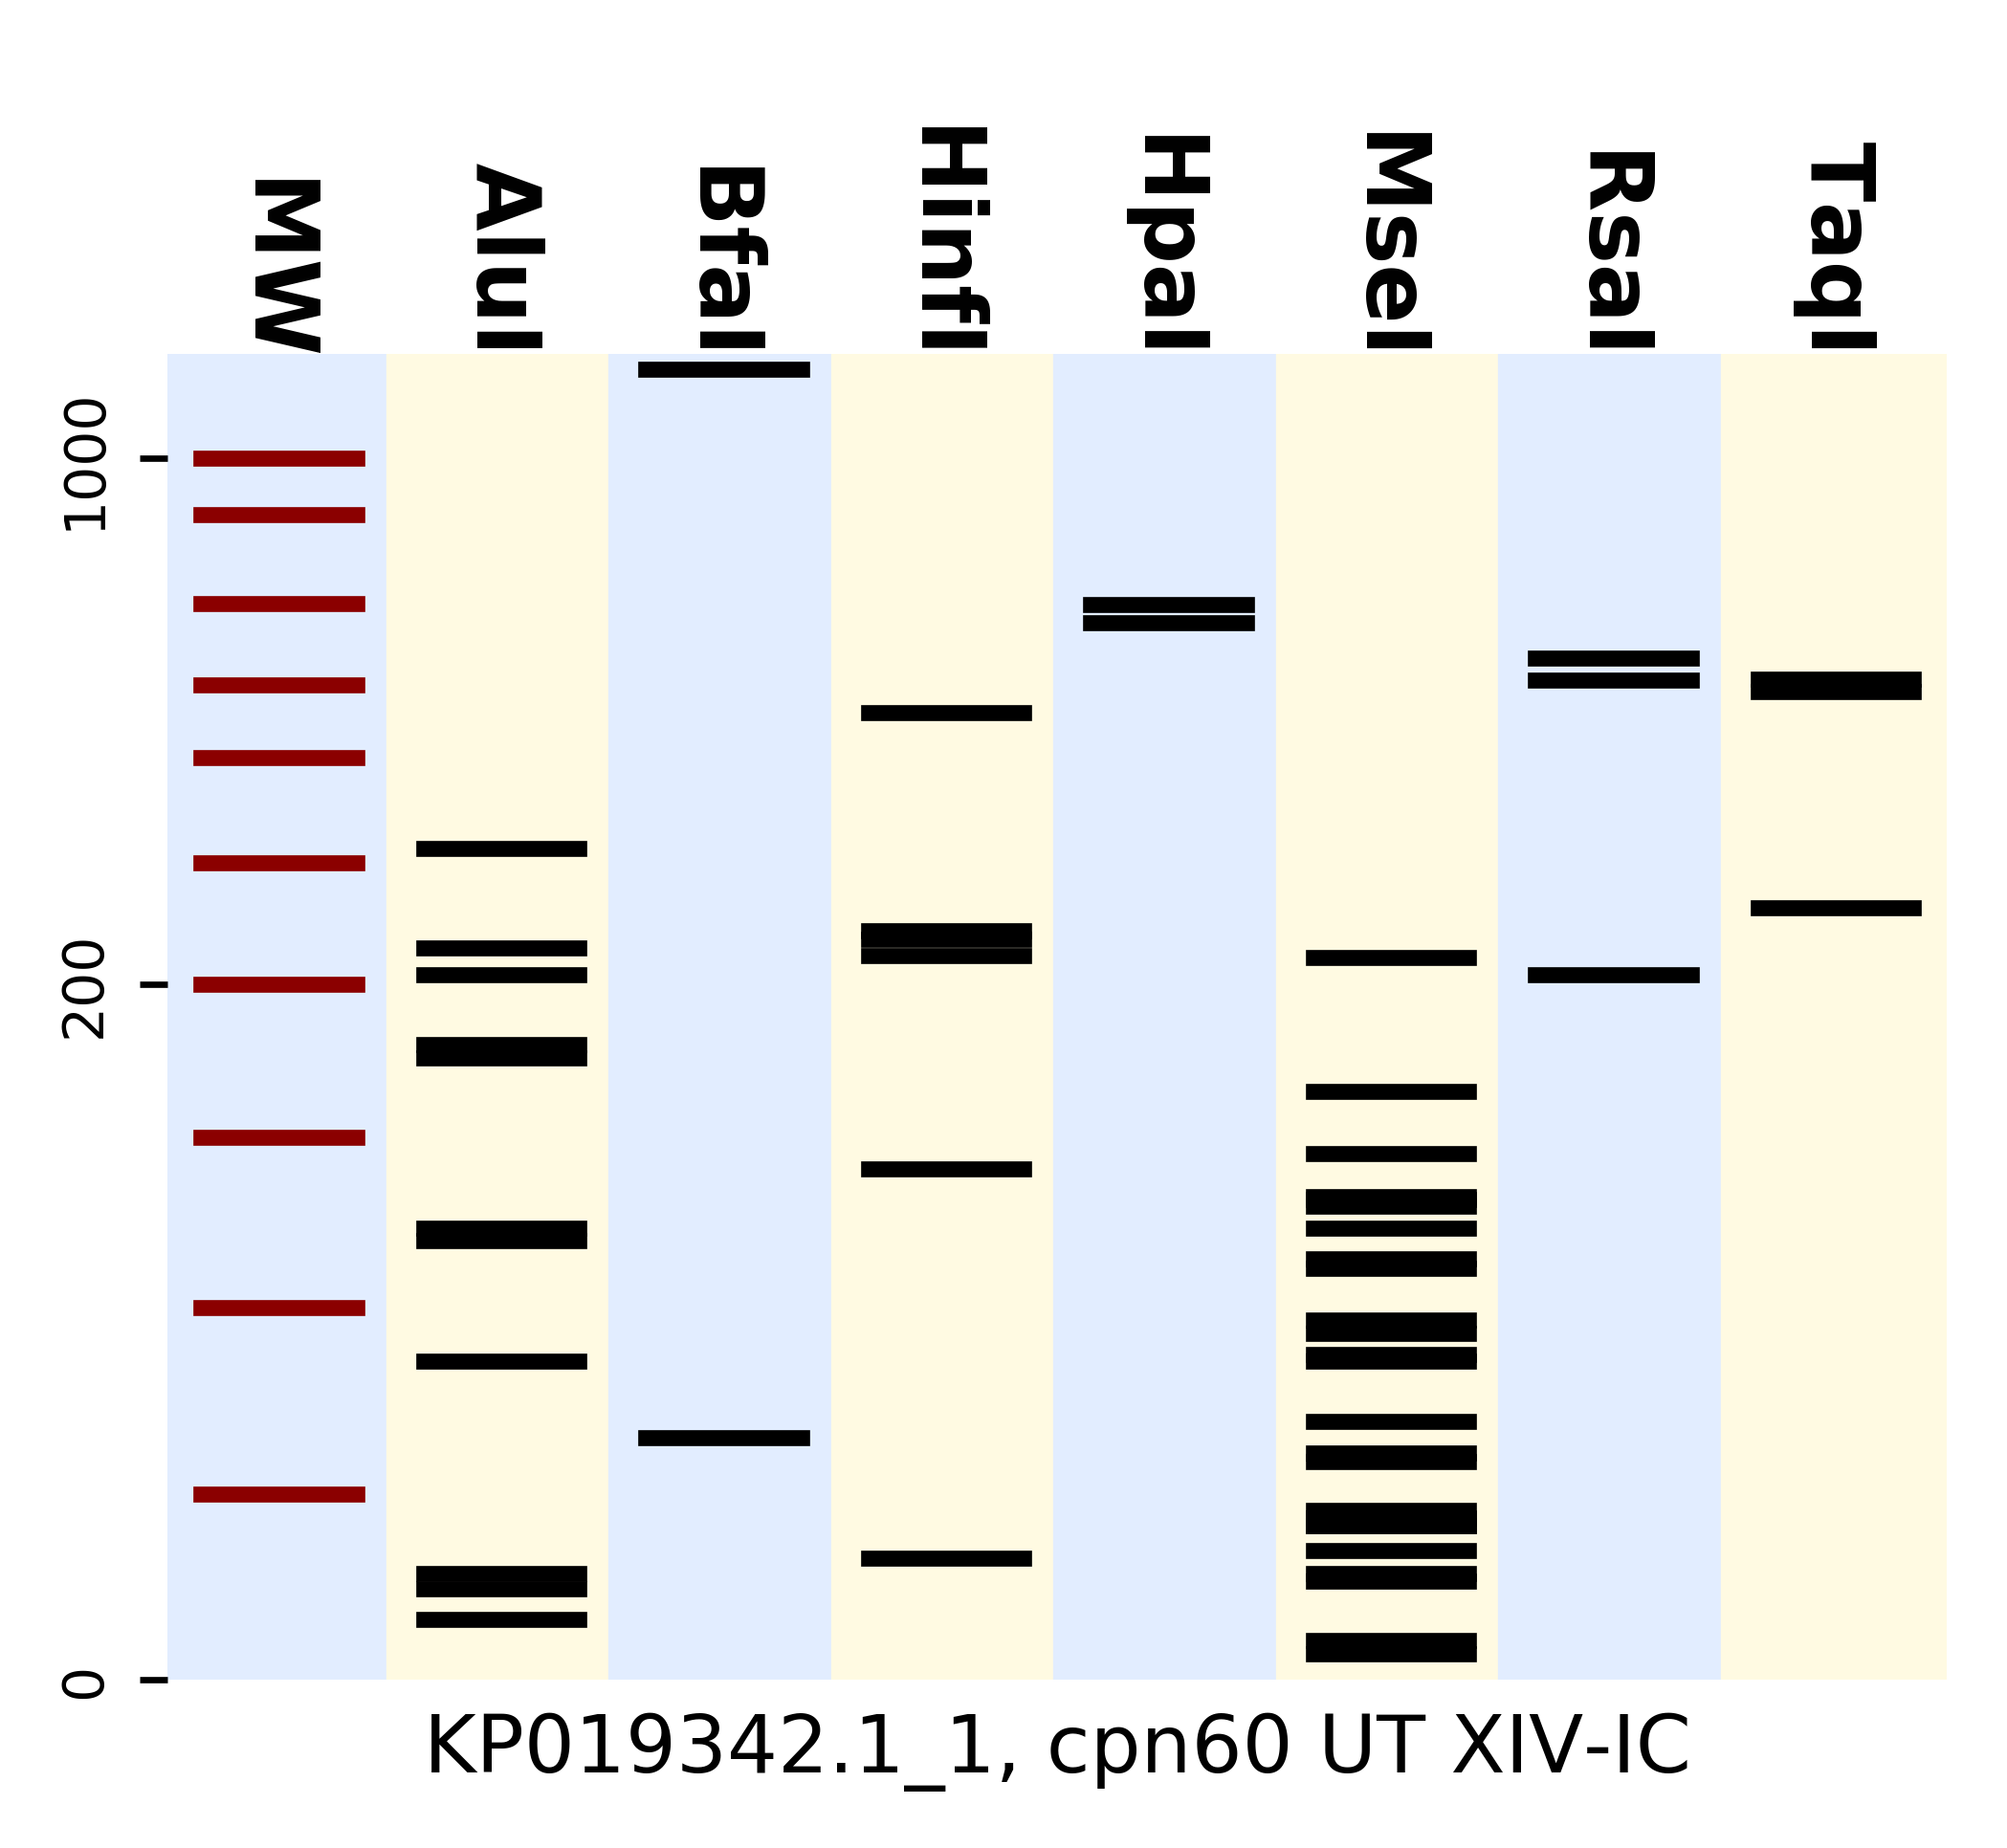 MW
AluI
BfaI
HinfI
HpaI
MseI
RsaI
TaqI
1000
200
0
KP019342.1_1, cpn60 UT XIV-IC